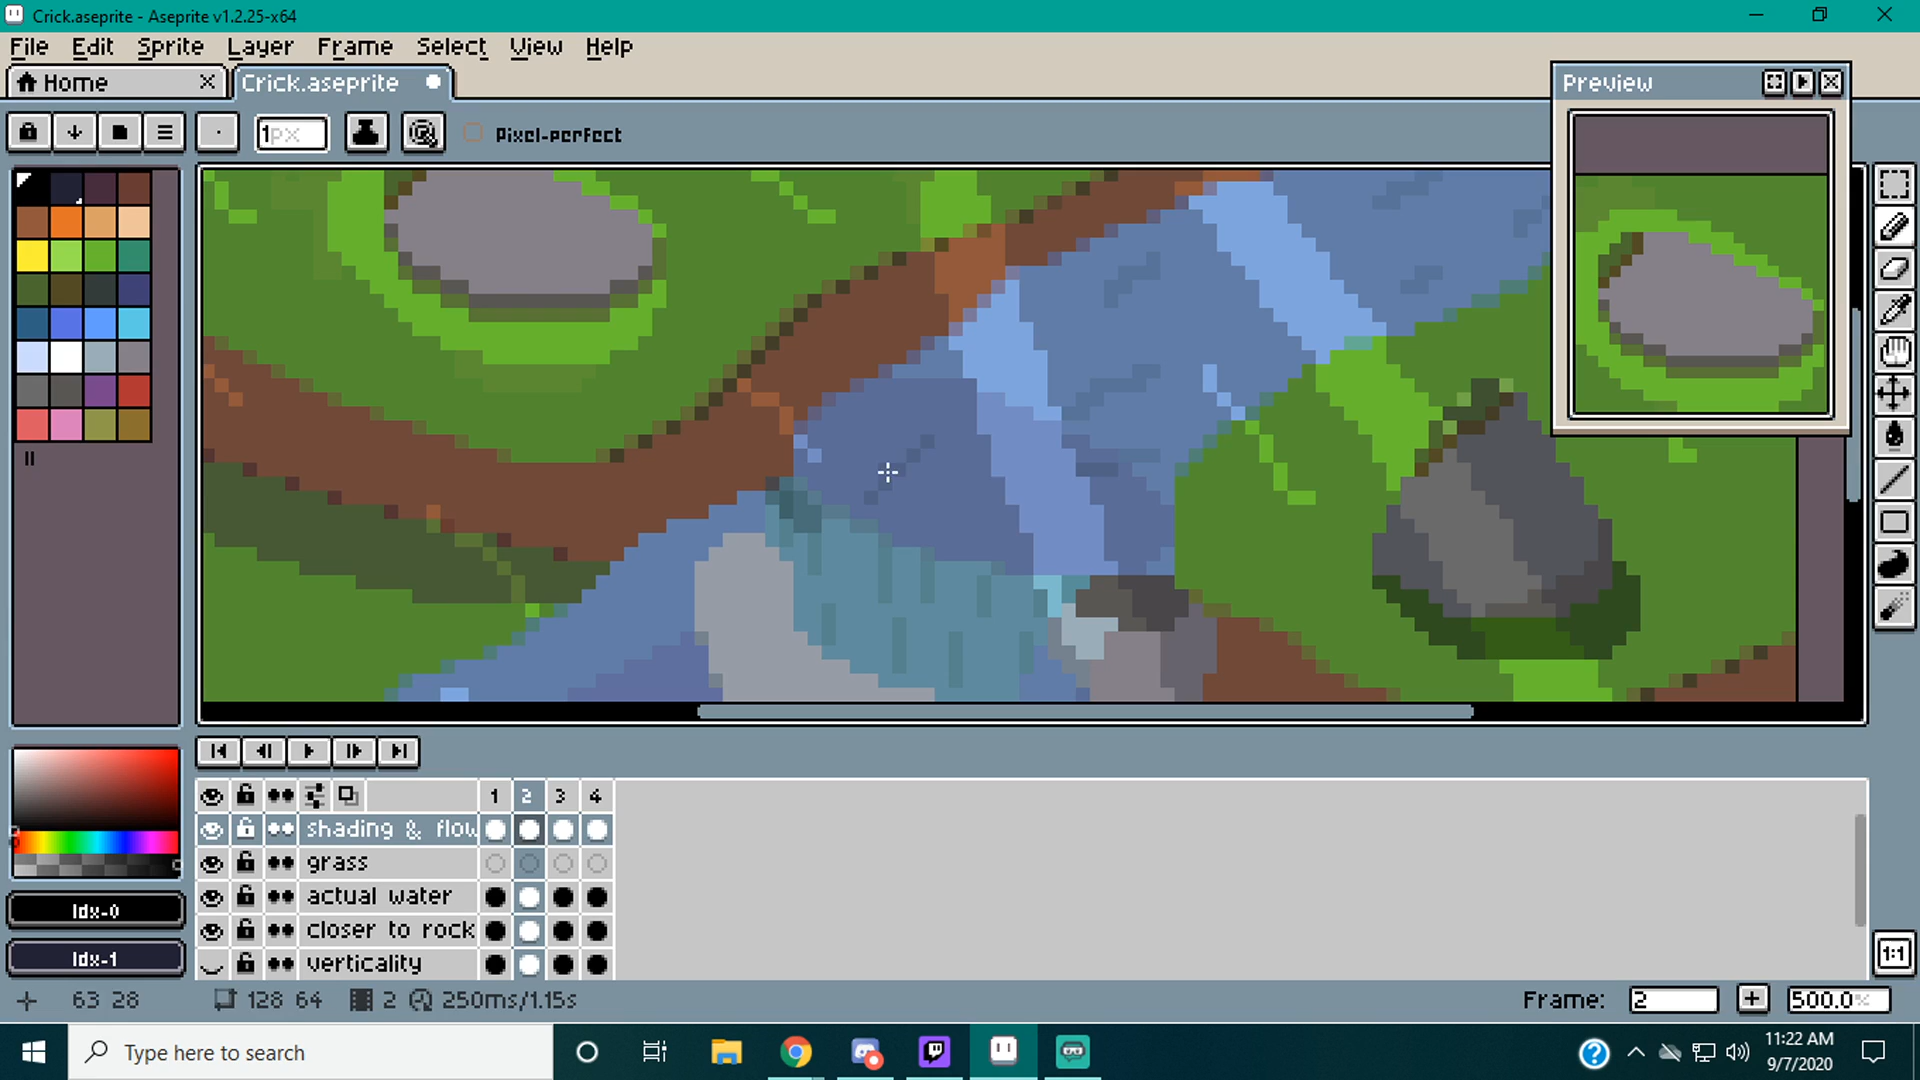 Crick.aseprite - Aseprite v1.2.25-x64
File Edit Sprite Layer Frame Select View Help
Home Crick.aseprite
1px Pixel-perfect
Preview
1 2 3 4
shading & flow
grass
actual water
closer to rock
verticality
Idx-0
Idx-1
63 28 128 64 2 250ms/1.15s Frame: 2 500.0%
1:1
Type here to search
11:22 AM
9/7/2020